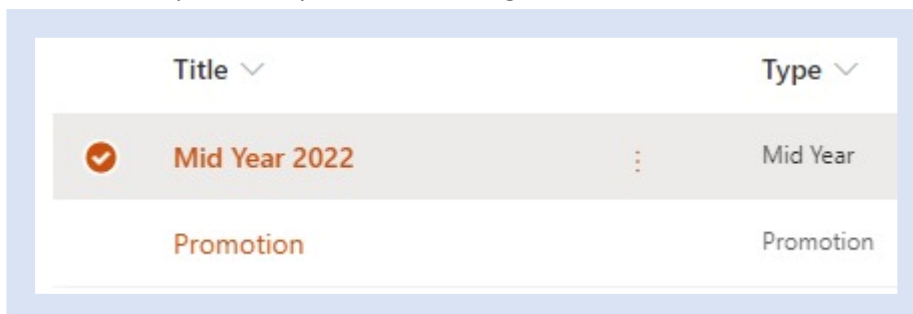 Title Type
Mid Year 2022 Mid Year
Promotion Promotion